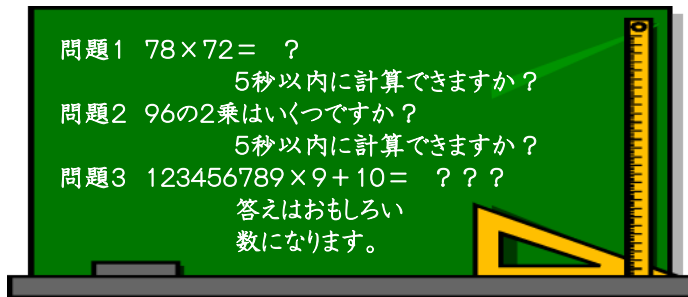 問題1 78×72= ?
5秒以内に計算できますか?
問題2 96の2乗はいくつですか?
5秒以内に計算できますか?
問題3 123456789×9+10= ???
答えはおもしろい
数になります。